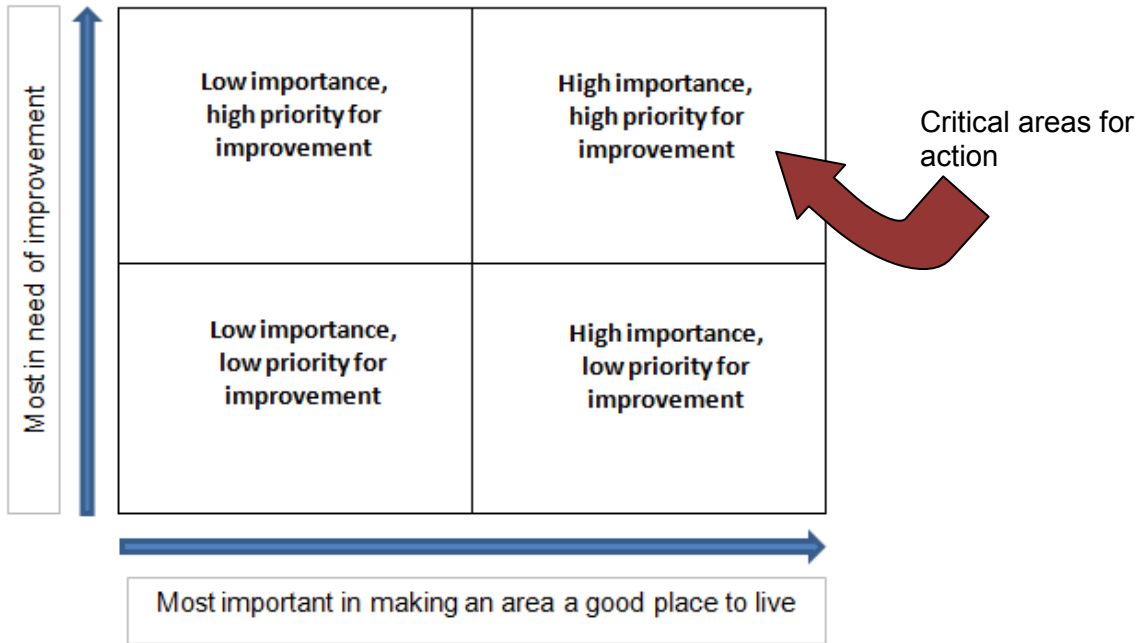 Most in need of improvement
Low importance,
high priority for
improvement
High importance,
high priority for
improvement
Critical areas for
action
Low importance,
low priority for
improvement
High importance,
low priority for
improvement
Most important in making an area a good place to live